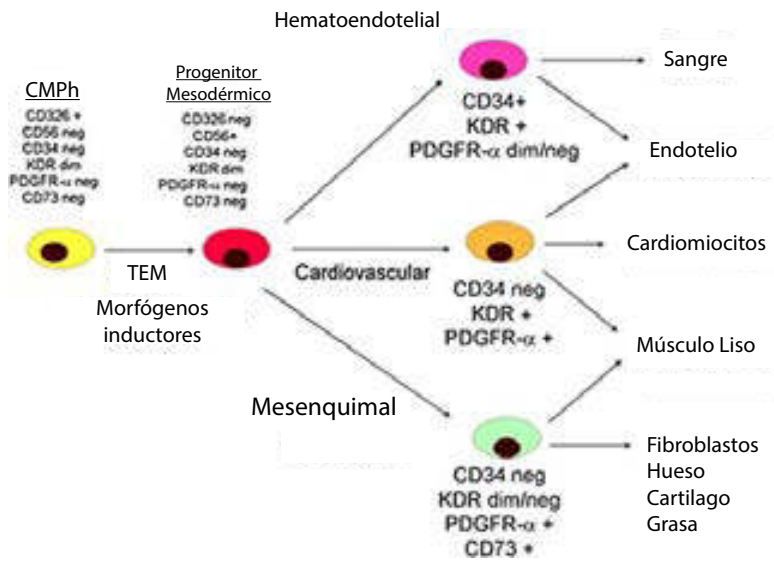 Hematoendotelial
CMPh
CD326 +
CD56 neg
CD34 neg
KDR dim
PDGFR-α neg
CD73 neg
Progenitor
Mesodérmico
CD326 neg
CD56+
CD34 neg
KDR dim
PDGFR-α neg
CD73 neg
CD34+
KDR +
PDGFR-α dim/neg
Sangre
Endotelio
TEM
Morfógenos
inductores
Cardiovascular
CD34 neg
KDR +
PDGFR-α +
Cardiomiocitos
Músculo Liso
Mesenquimal
CD34 neg
KDR dim/neg
PDGFR-α +
CD73 +
Fibroblastos
Hueso
Cartilago
Grasa